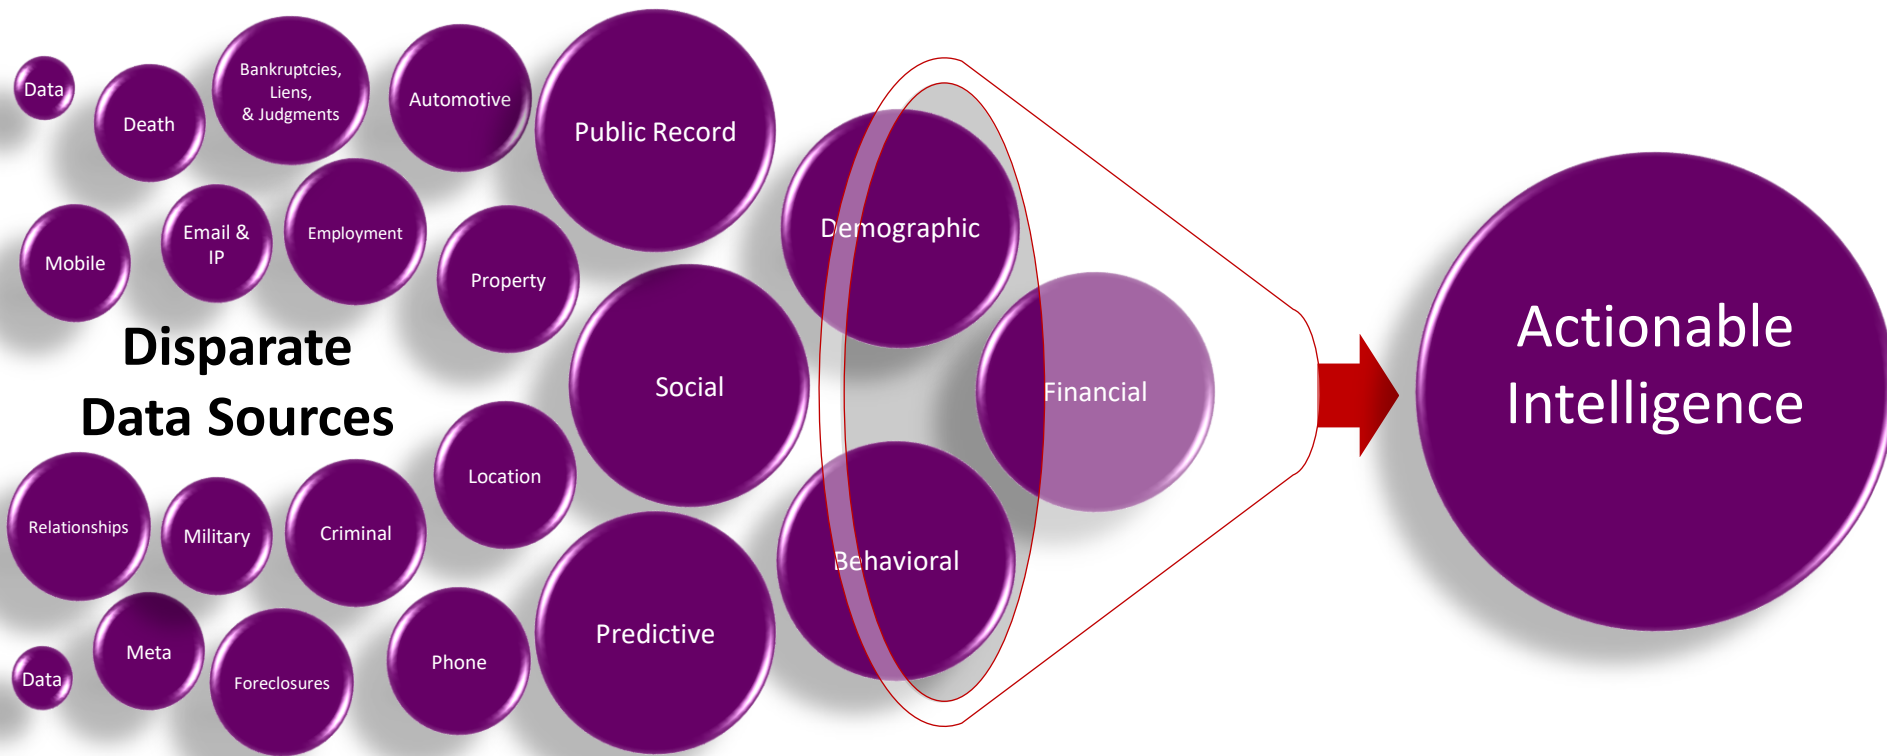 Data
Death
Bankruptcies,
Liens,
& Judgments
Automotive
Public Record
Mobile
Email &
IP
Employment
Property
Demographic
Disparate
Data Sources
Social
Financial
Actionable
Intelligence
Relationships
Military
Criminal
Location
Behavioral
Data
Meta
Foreclosures
Phone
Predictive